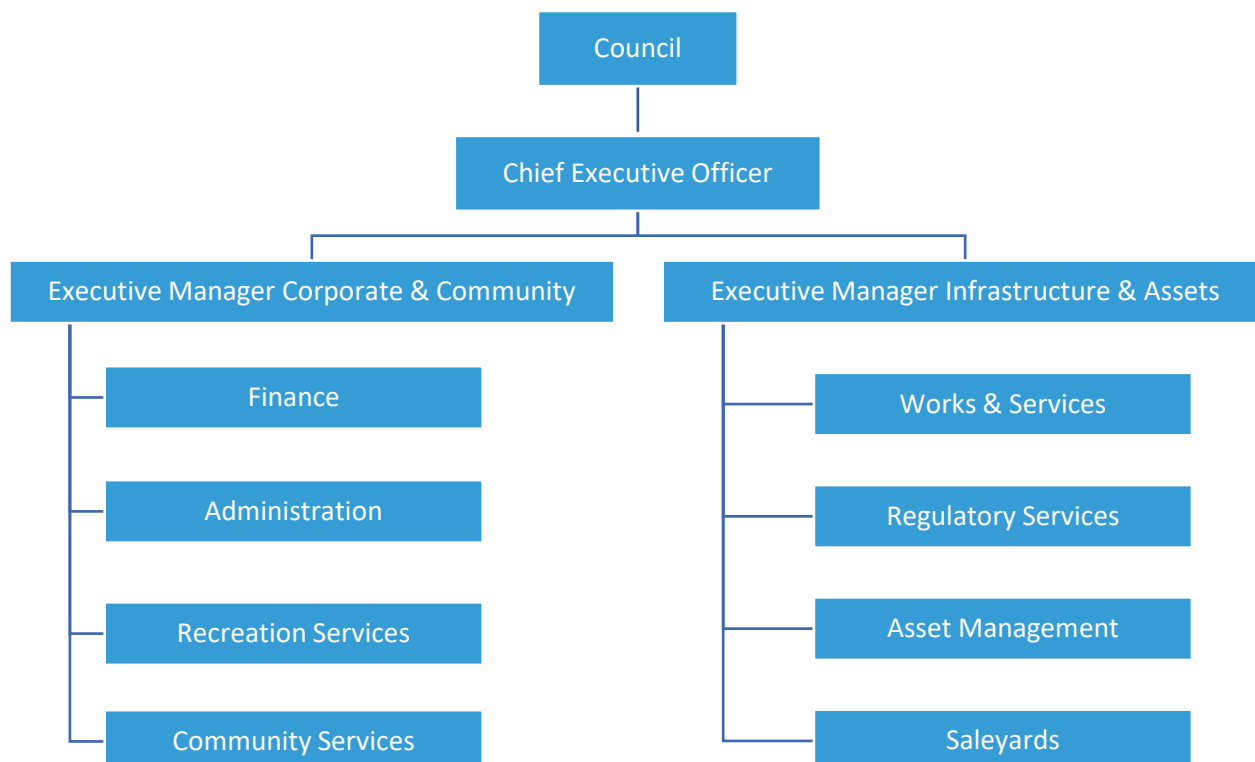 Council
Chief Executive Officer
Executive Manager Corporate & Community
Executive Manager Infrastructure & Assets
Finance
Works & Services
Administration
Regulatory Services
Recreation Services
Asset Management
Community Services
Saleyards